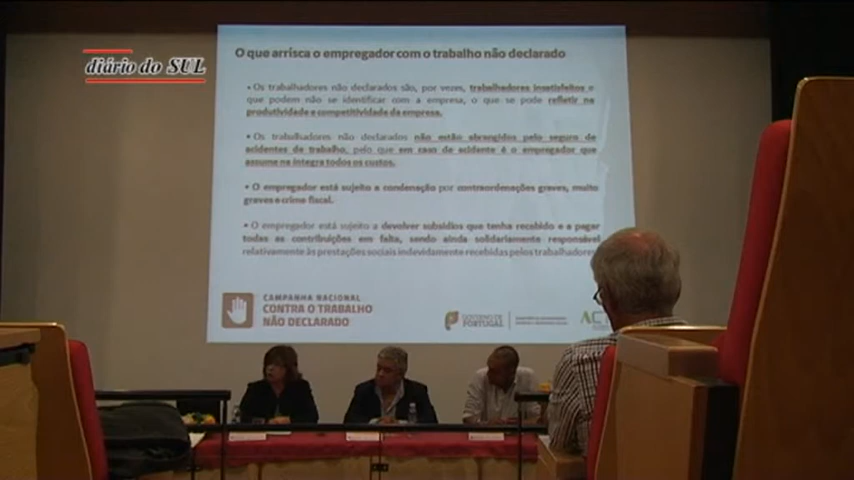 diário do SUL
O que arrisca o empregador com o trabalho não declarado
• Os trabalhadores não declarados são, por vezes, trabalhadores insatisfeitos e
que podem não se identificar com a empresa, o que se pode refletir na
produtividade e competitividade da empresa.
• Os trabalhadores não declarados não estão abrangidos pelo seguro de
acidentes de trabalho, pelo que em caso de acidente é o empregador que
assume na íntegra todos os custos.
• O empregador está sujeito a condenação por contraordenações graves, muito
graves e crime fiscal.
• O empregador está sujeito a devolver subsídios que tenha recebido e a pagar
todas as contribuições em falta, sendo ainda solidariamente responsável
relativamente às prestações sociais indevidamente recebidas pelos trabalhadores
CAMPANHA NACIONAL
CONTRA O TRABALHO
NÃO DECLARADO
GOVERNO DE
PORTUGAL
ACT